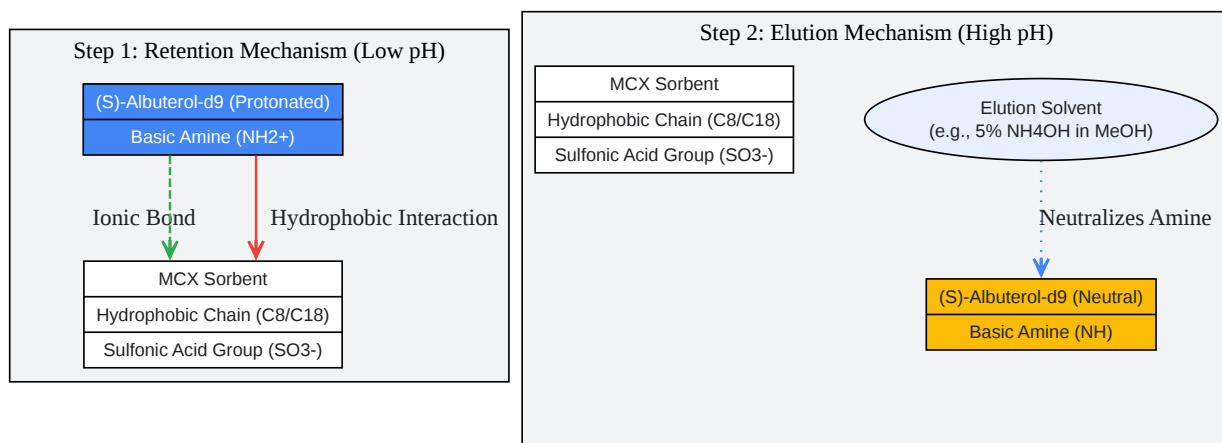 Step 1: Retention Mechanism (Low pH)
(S)-Albuterol-d9 (Protonated)
Basic Amine (NH2+)
Ionic Bond
Hydrophobic Interaction
MCX Sorbent
Hydrophobic Chain (C8/C18)
Sulfonic Acid Group (SO3-)
Step 2: Elution Mechanism (High pH)
MCX Sorbent
Hydrophobic Chain (C8/C18)
Sulfonic Acid Group (SO3-)
Elution Solvent
(e.g., 5% NH4OH in MeOH)
Neutralizes Amine
(S)-Albuterol-d9 (Neutral)
Basic Amine (NH)